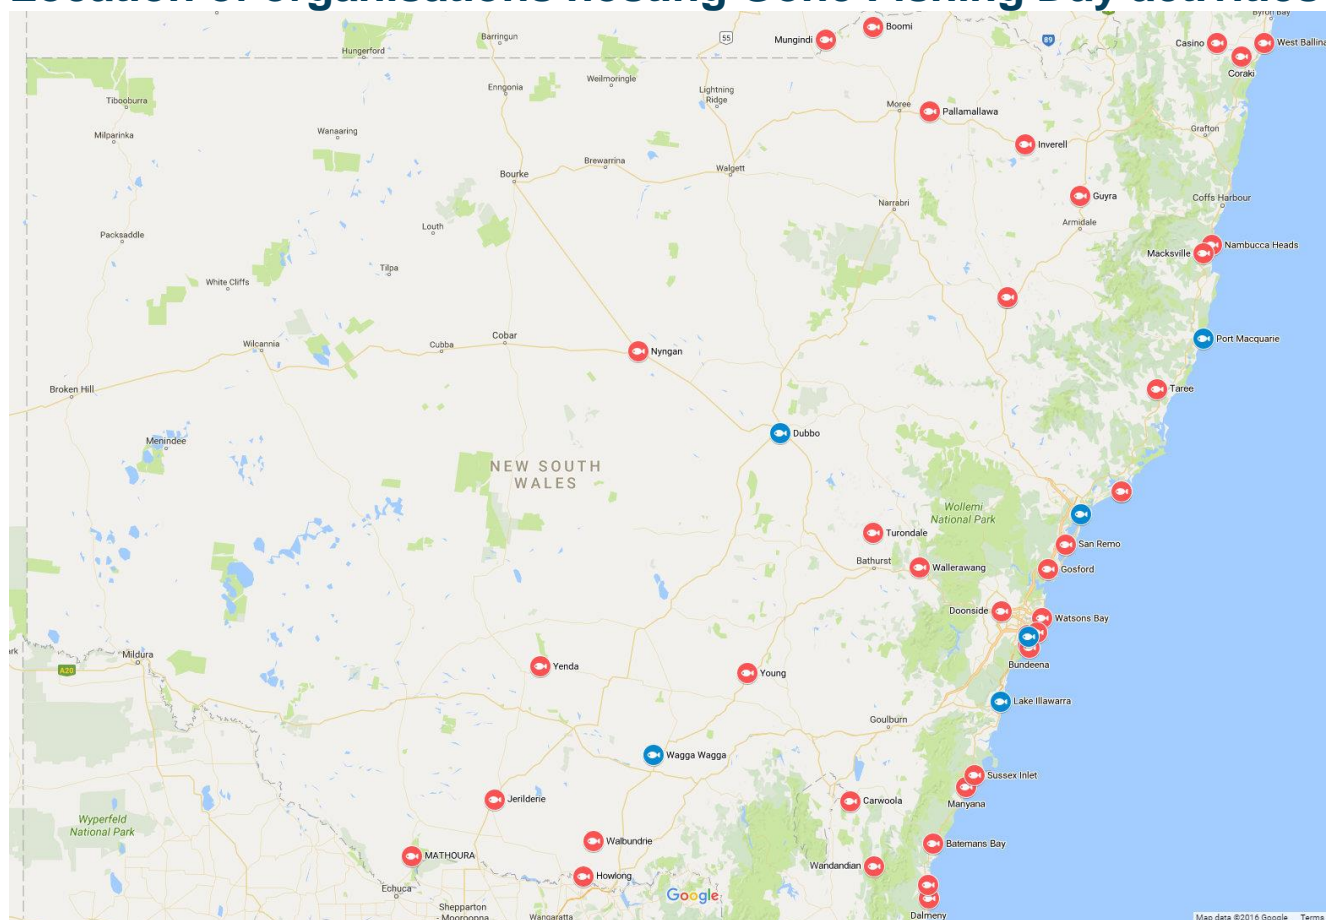 Location of organisations hosting Gone Fishing Day activities
Byron Bay
Boomi
Barringun
55
Mungindi
89
Casino
West Ballina
Hungerford
Coraki
Weilmoringle
Enngonia
Lightning
Ridge
Tibooburra
Moree
Pallamallawa
Milparinka
Wanaaring
Grafton
Inverell
Brewarrina
Walgett
Bourke
Guyra
Coffs Harbour
Narrabri
Louth
Armidale
Packsaddle
Nambucca Heads
Macksville
Tilpa
White Cliffs
Port Macquarie
Cobar
Wilcannia
Cubba
Nyngan
Broken Hill
Taree
Dubbo
Menindee
NEW SOUTH
WALES
Wollemi
National Park
Turondale
San Remo
Bathurst
Wallerawang
Gosford
Doonside
Watsons Bay
ark
Mildura
A20
Yenda
Bundeena
Young
Lake Illawarra
Goulburn
Wagga Wagga
Sussex Inlet
Jerilderie
Carwoola
Manyana
Wyperfeld
National Park
Walbundrie
Batemans Bay
MATHOURA
Wandandian
Howlong
Echuca
Google
Shepparton
- Mooroopna
Wangaratta
Dalmeny
Map data ©2016 Google
Terms